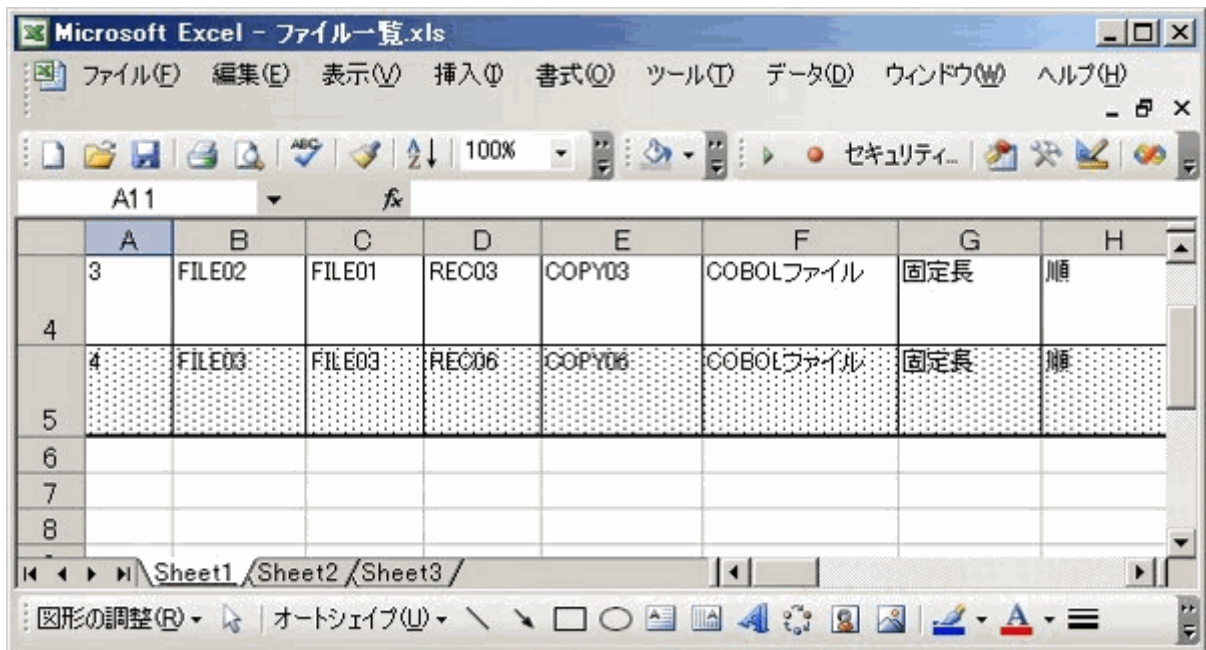 Microsoft Excel - ファイル一覧.xls
ファイル(F) 編集(E) 表示(V) 挿入(I) 書式(O) ツール(T) データ(D) ウィンドウ(W) ヘルプ(H)
100% セキュリティ...
A11 fx
A B C D E F G H
3 FILE02 FILE01 REC03 COPY03 COBOLファイル 固定長 順
4
4 FILE03 FILE03 REC06 COPY06 COBOLファイル 固定長 順
5
6
7
8
Sheet1 Sheet2 Sheet3
図形の調整(R) オートシェイプ(U)